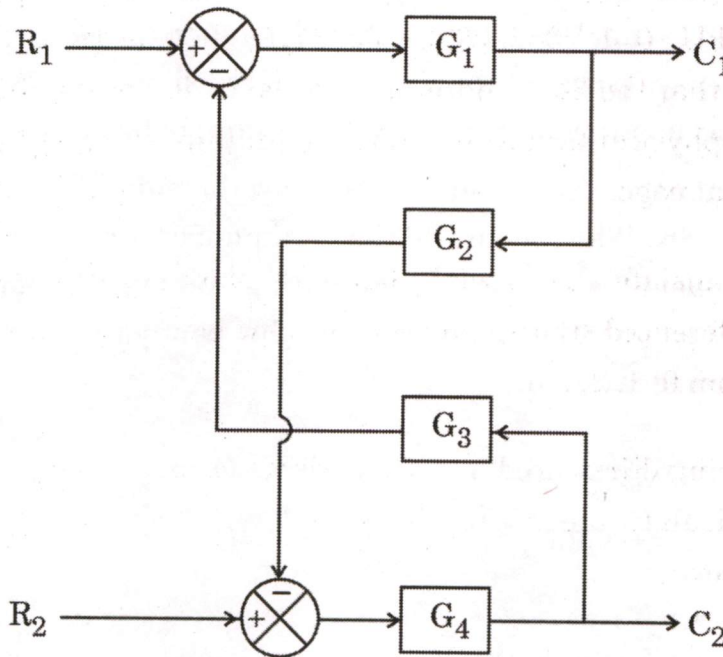 R₁
+
−
G₁
C₁
G₂
G₃
R₂
+
−
G₄
C₂